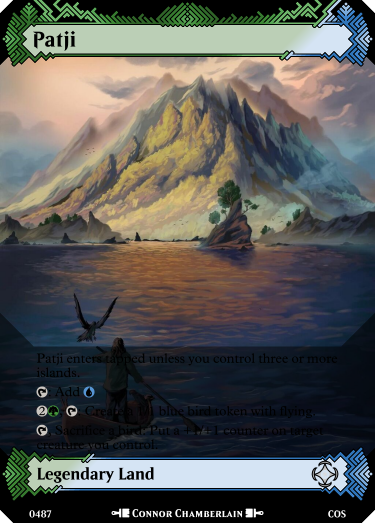 Patji
Patji enters tapped unless you control three or more
islands.
Add
2 Create a 1/1 blue bird token with flying.
Sacrifice a bird: Put a +1/+1 counter on target
creature you control.
Legendary Land
0487 CONNOR CHAMBERLAIN COS